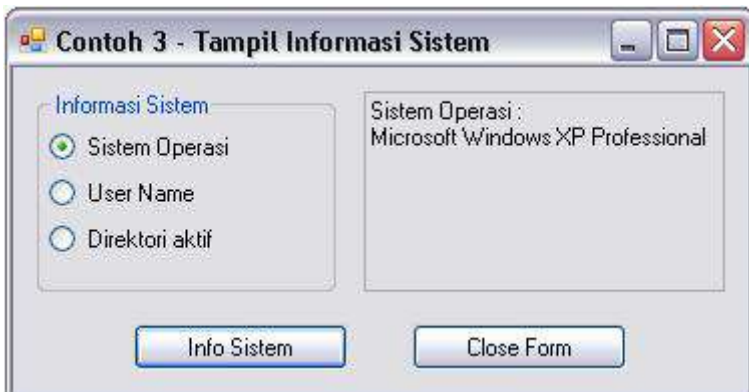 Contoh 3 - Tampil Informasi Sistem
Informasi Sistem
Sistem Operasi
User Name
Direktori aktif
Sistem Operasi :
Microsoft Windows XP Professional
Info Sistem
Close Form